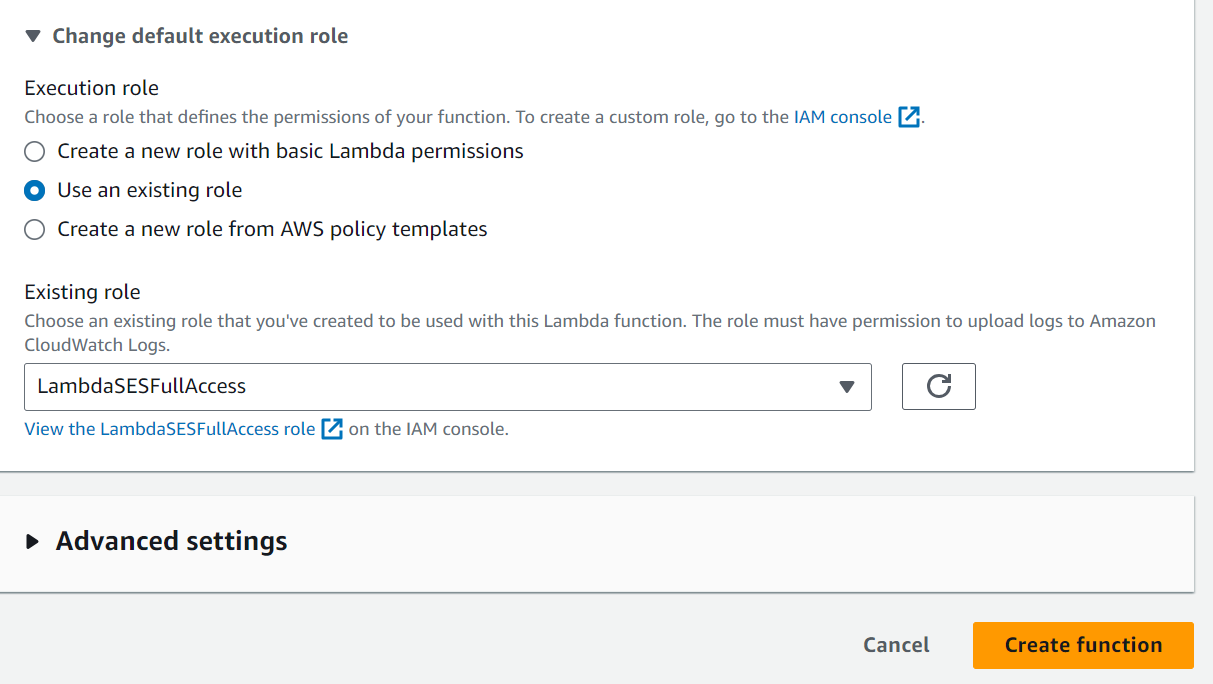 Change default execution role
Execution role
Choose a role that defines the permissions of your function. To create a custom role, go to the IAM console.
Create a new role with basic Lambda permissions
Use an existing role
Create a new role from AWS policy templates
Existing role
Choose an existing role that you've created to be used with this Lambda function. The role must have permission to upload logs to Amazon
CloudWatch Logs.
LambdaSESFullAccess
View the LambdaSESFullAccess role on the IAM console.
Advanced settings
Cancel Create function